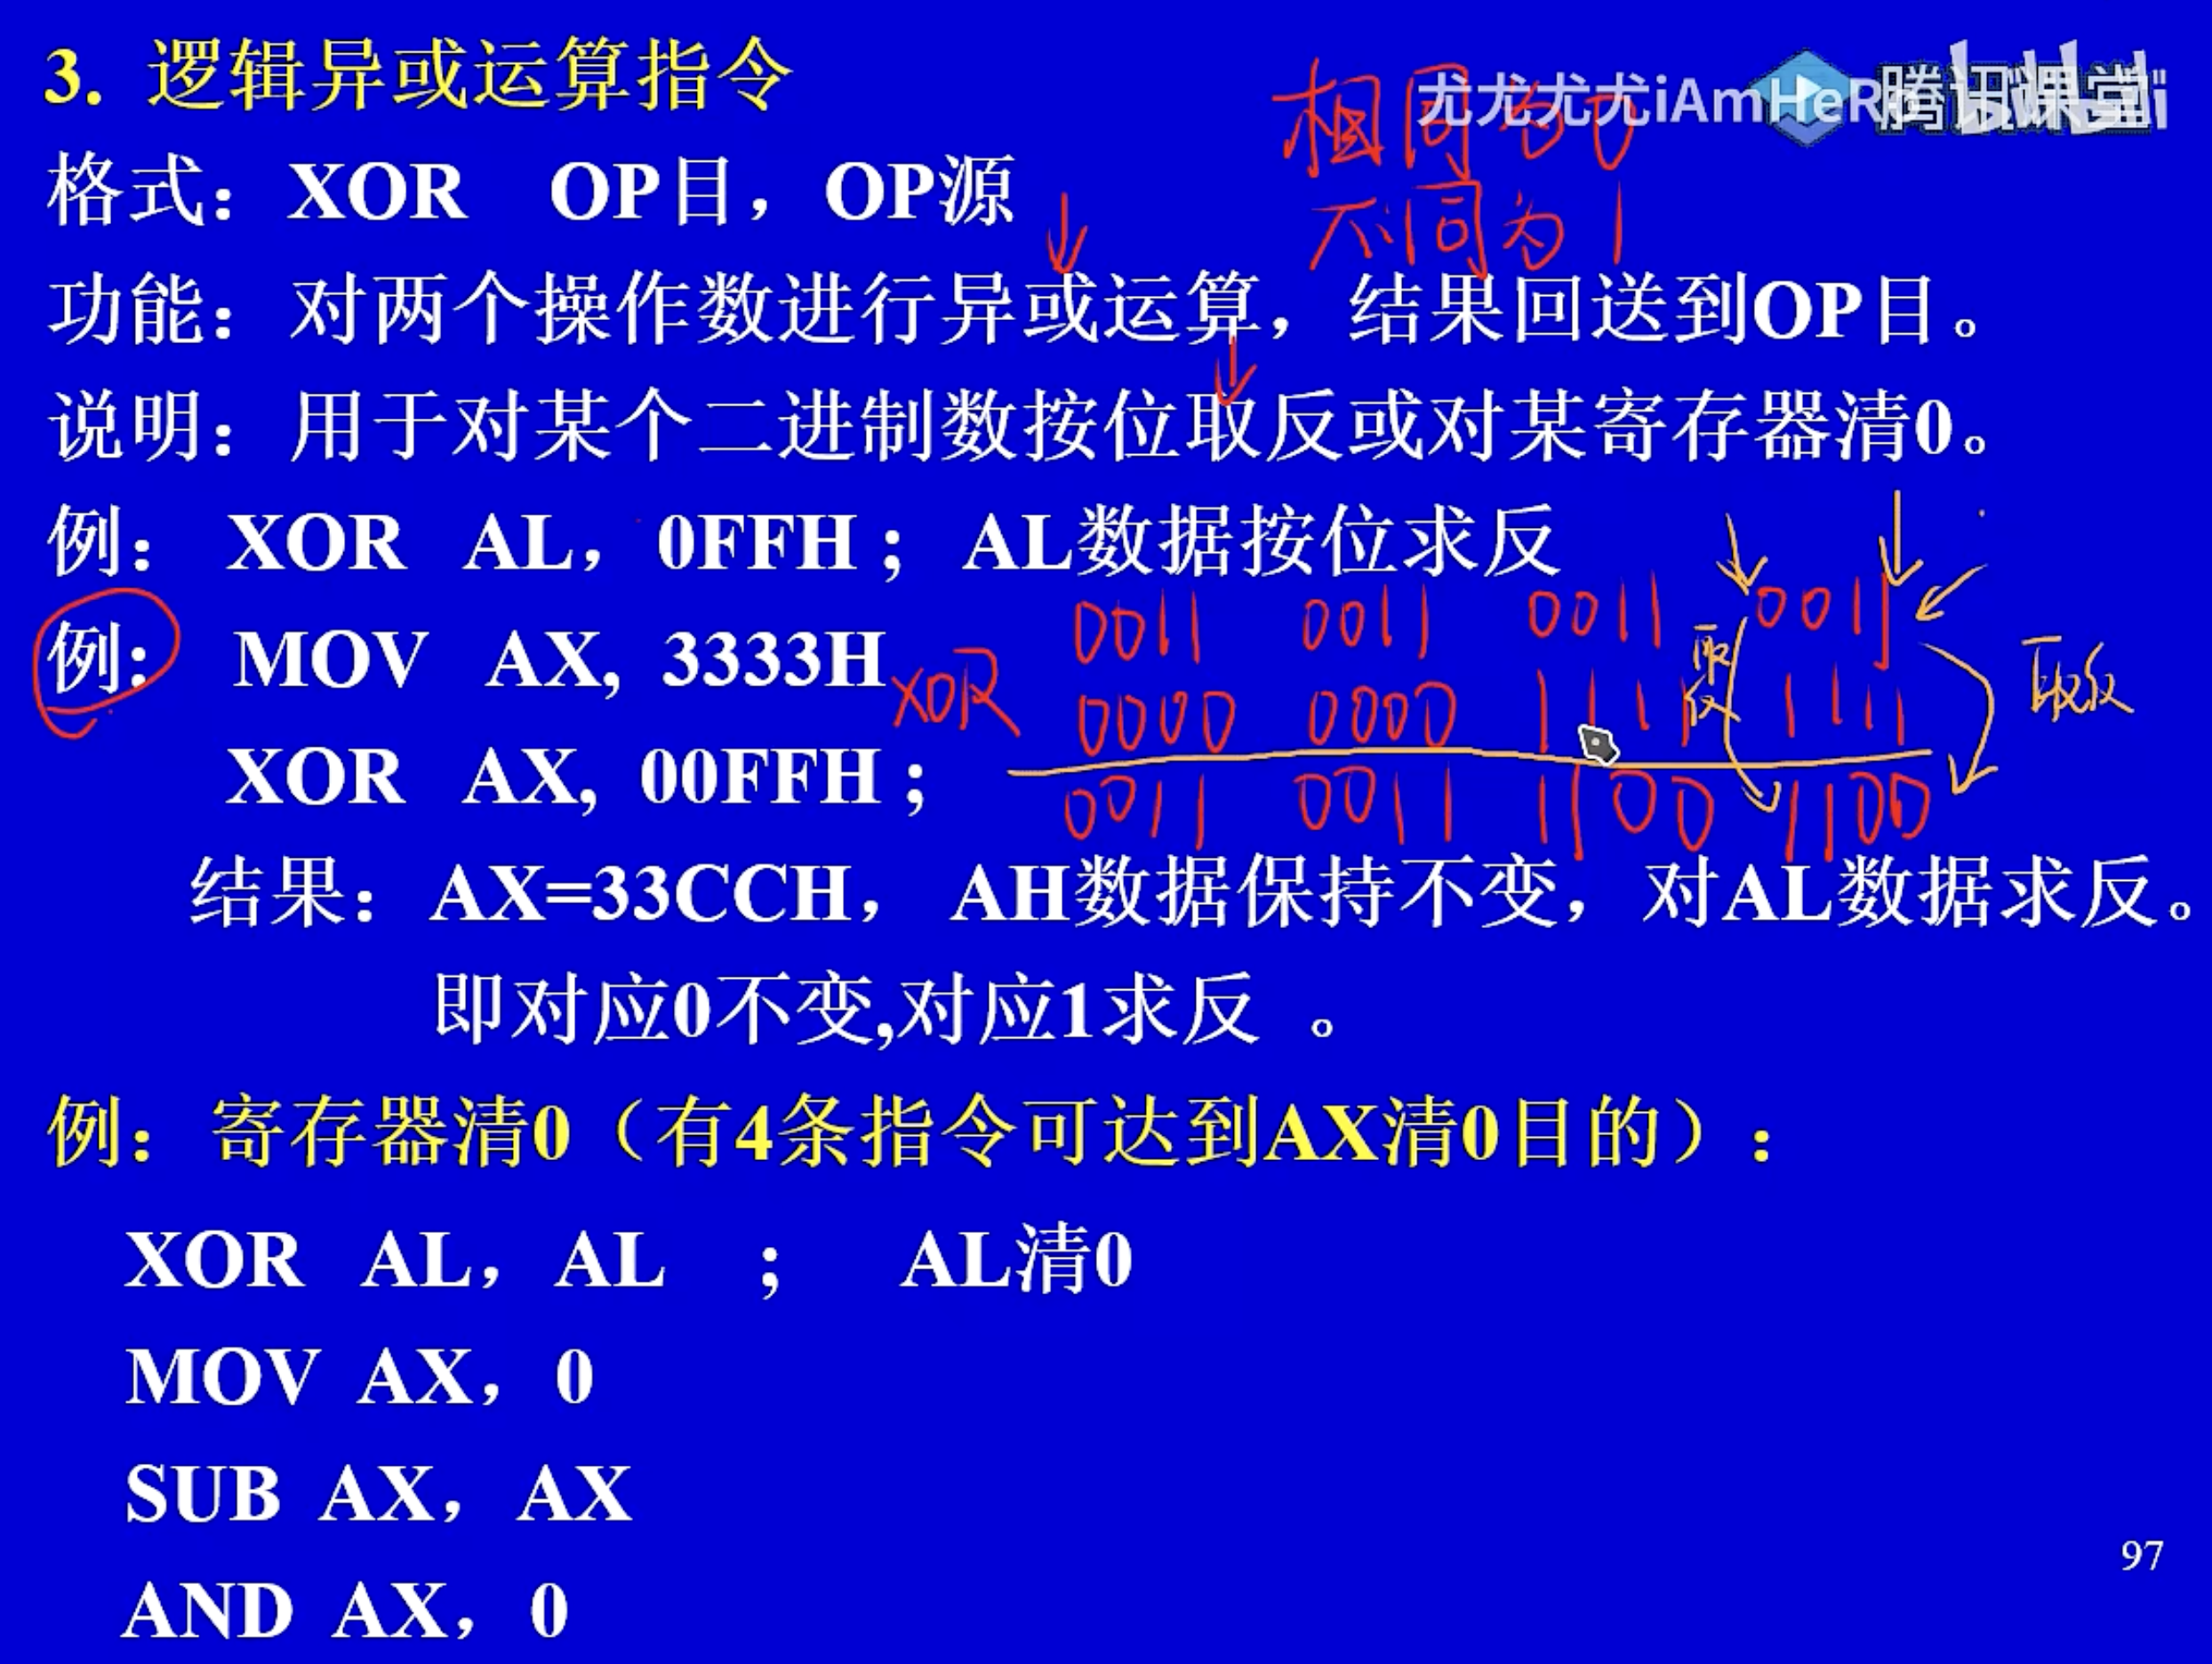 3. 逻辑异或运算指令
相同为0
尤尤尤尤iAmHeR
腾讯课堂
不同为1
格式：XOR OP目，OP源
功能：对两个操作数进行异或运算，结果回送到OP目。
说明：用于对某个二进制数按位取反或对某寄存器清0。
例： XOR AL， 0FFH； AL数据按位求反
例： MOV AX, 3333H
0011 0011 0011 0011
取反
取反
XOR 0000 0000 1111 1111
XOR AX, 00FFH；
0011 0011 1100 1100
结果： AX=33CCH， AH数据保持不变，对AL数据求反。
即对应0不变,对应1求反 。
例：寄存器清0（有4条指令可达到AX清0目的）：
XOR AL，AL ； AL清0
MOV AX，0
SUB AX，AX
AND AX，0
97